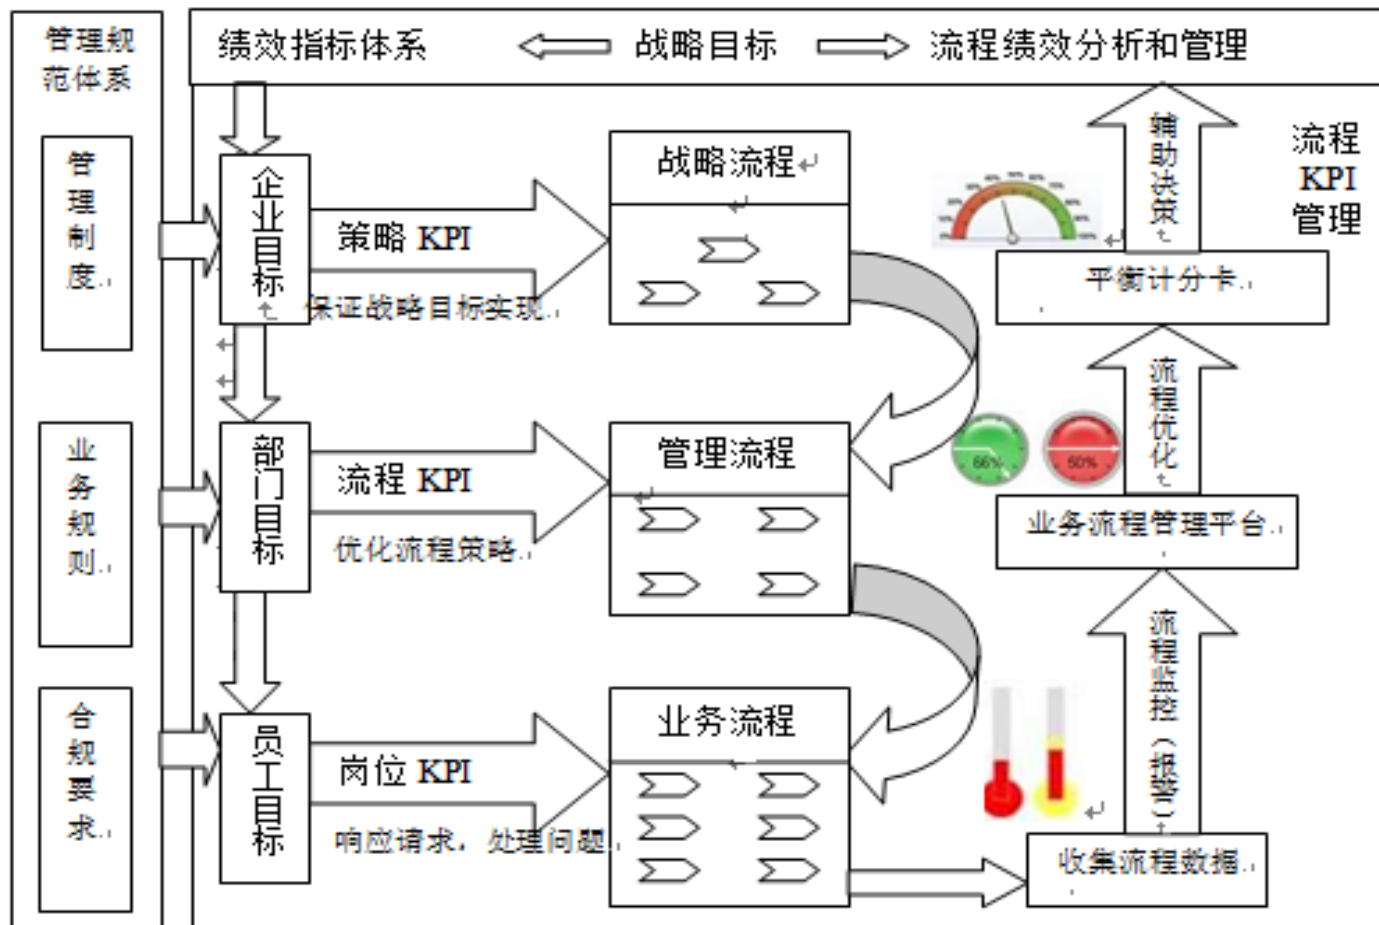 管理规
范体系
管
理
制
度
业
务
规
则
合
规
要
求
绩效指标体系
战略目标
流程绩效分析和管理
企业目标
策略 KPI
保证战略目标实现
战略流程
部门目标
流程 KPI
优化流程策略
管理流程
员工目标
岗位 KPI
响应请求，处理问题
业务流程
流程
KPI
管理
辅助决策
平衡计分卡
流程优化
66%
50%
业务流程管理平台
流程监控（报警）
收集流程数据